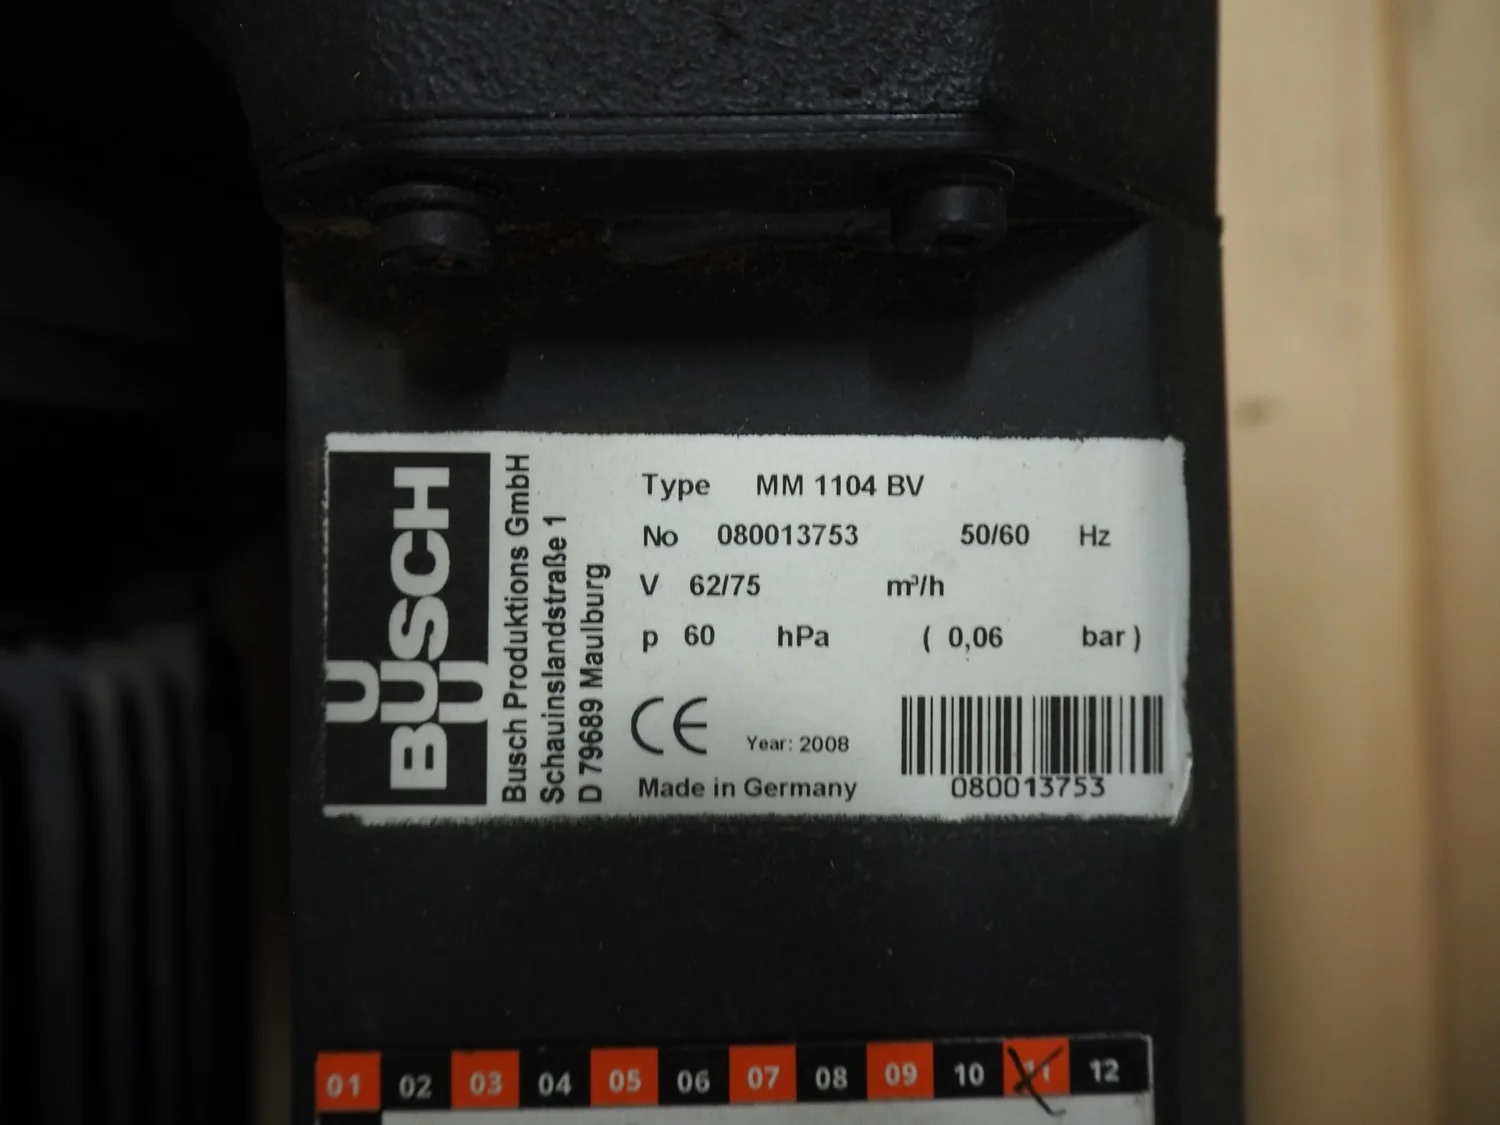 BUSCH
Busch Produktions GmbH
Schauinslandstraße 1
D 79689 Maulburg
Type MM 1104 BV
No 080013753 50/60 Hz
V 62/75 m³/h
p 60 hPa ( 0,06 bar )
CE Year: 2008
Made in Germany
080013753
01 02 03 04 05 06 07 08 09 10 11 12